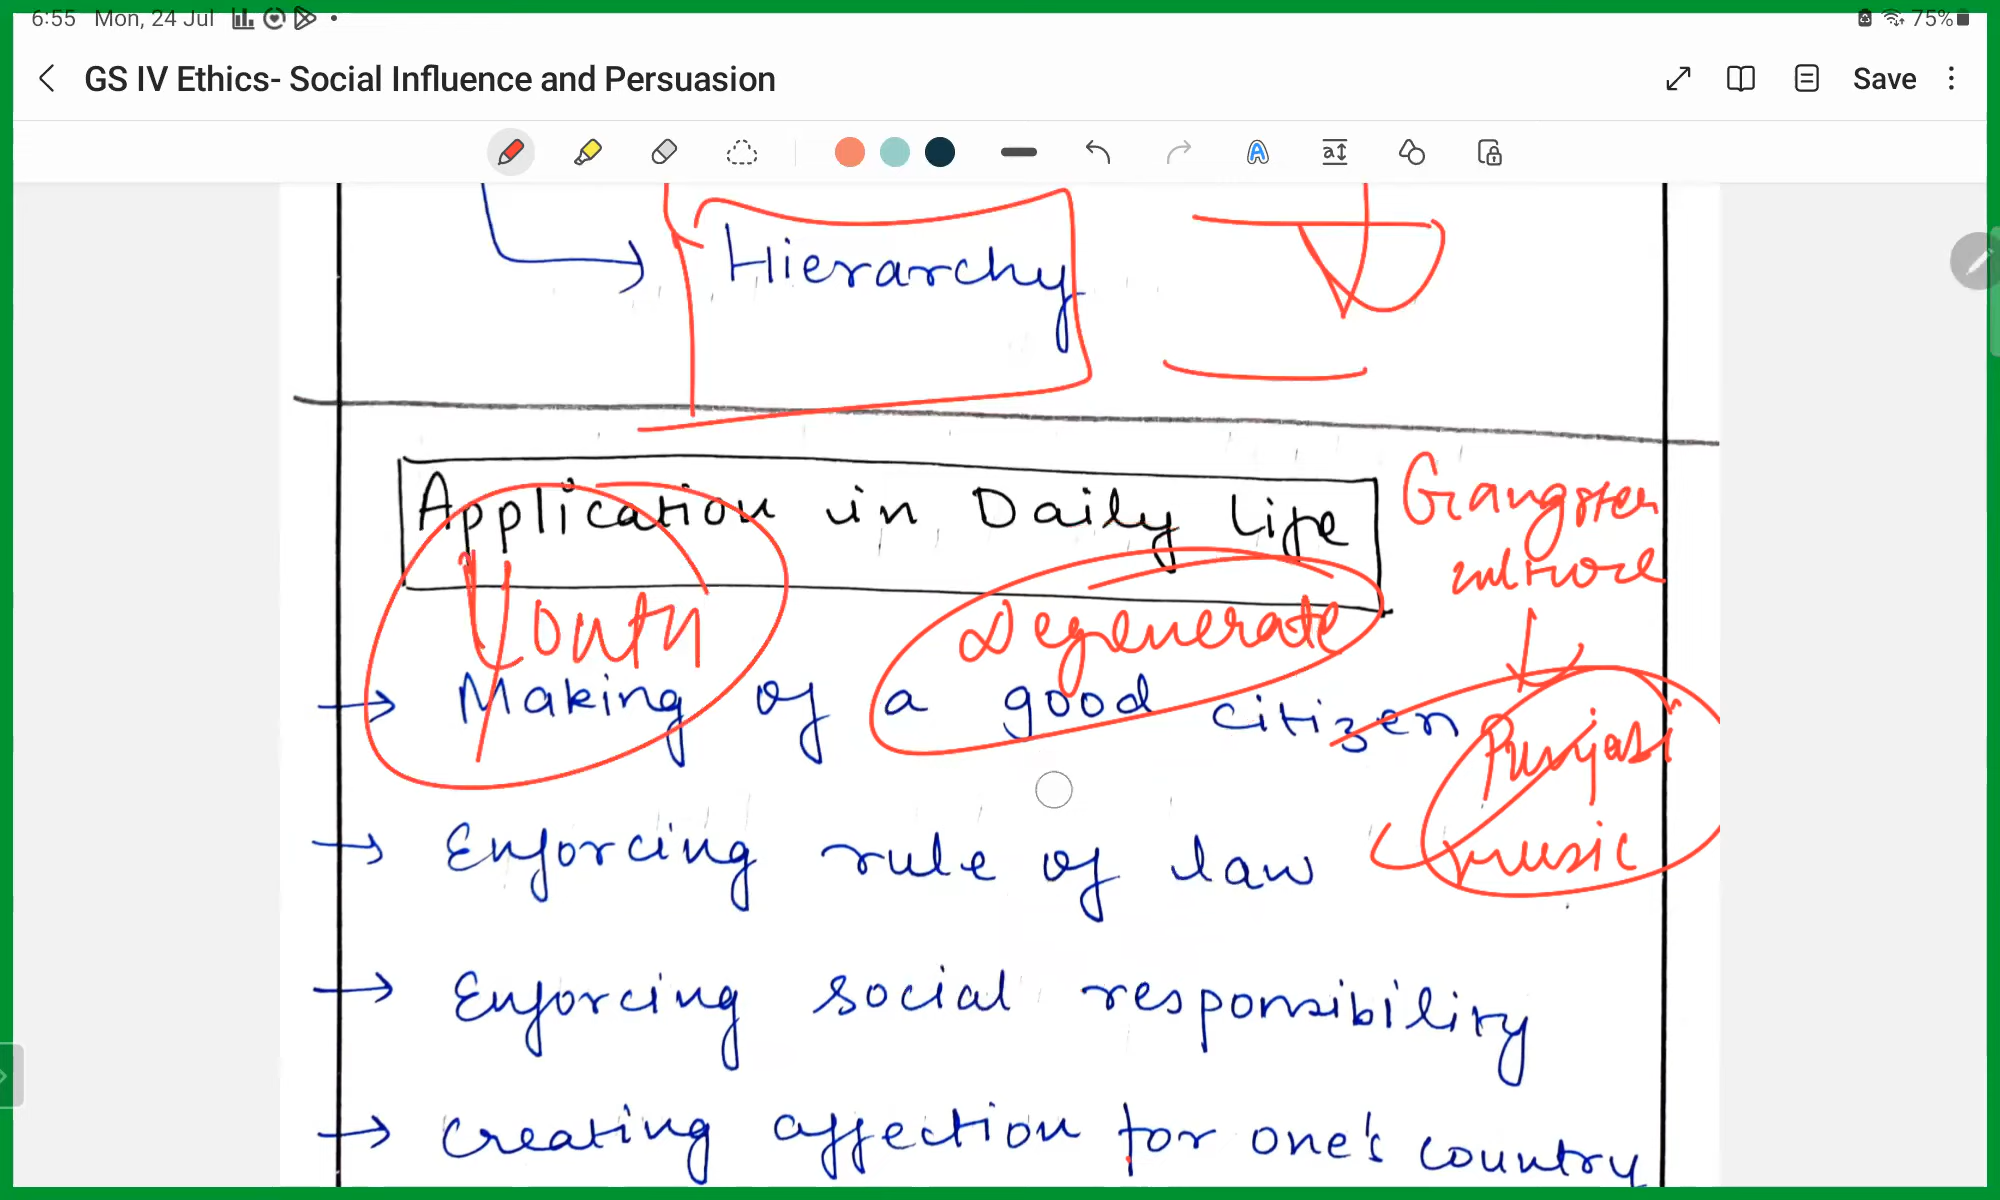 6:55 Mon, 24 Jul 75%
GS IV Ethics- Social Influence and Persuasion Save
Hierarchy
Application in Daily Life
Gangster
culture
Youth
Degenerate
→ Making of a good citizen
Punjabi
music
→ Enforcing rule of law
→ Enforcing social responsibility
→ Creating affection for one's country